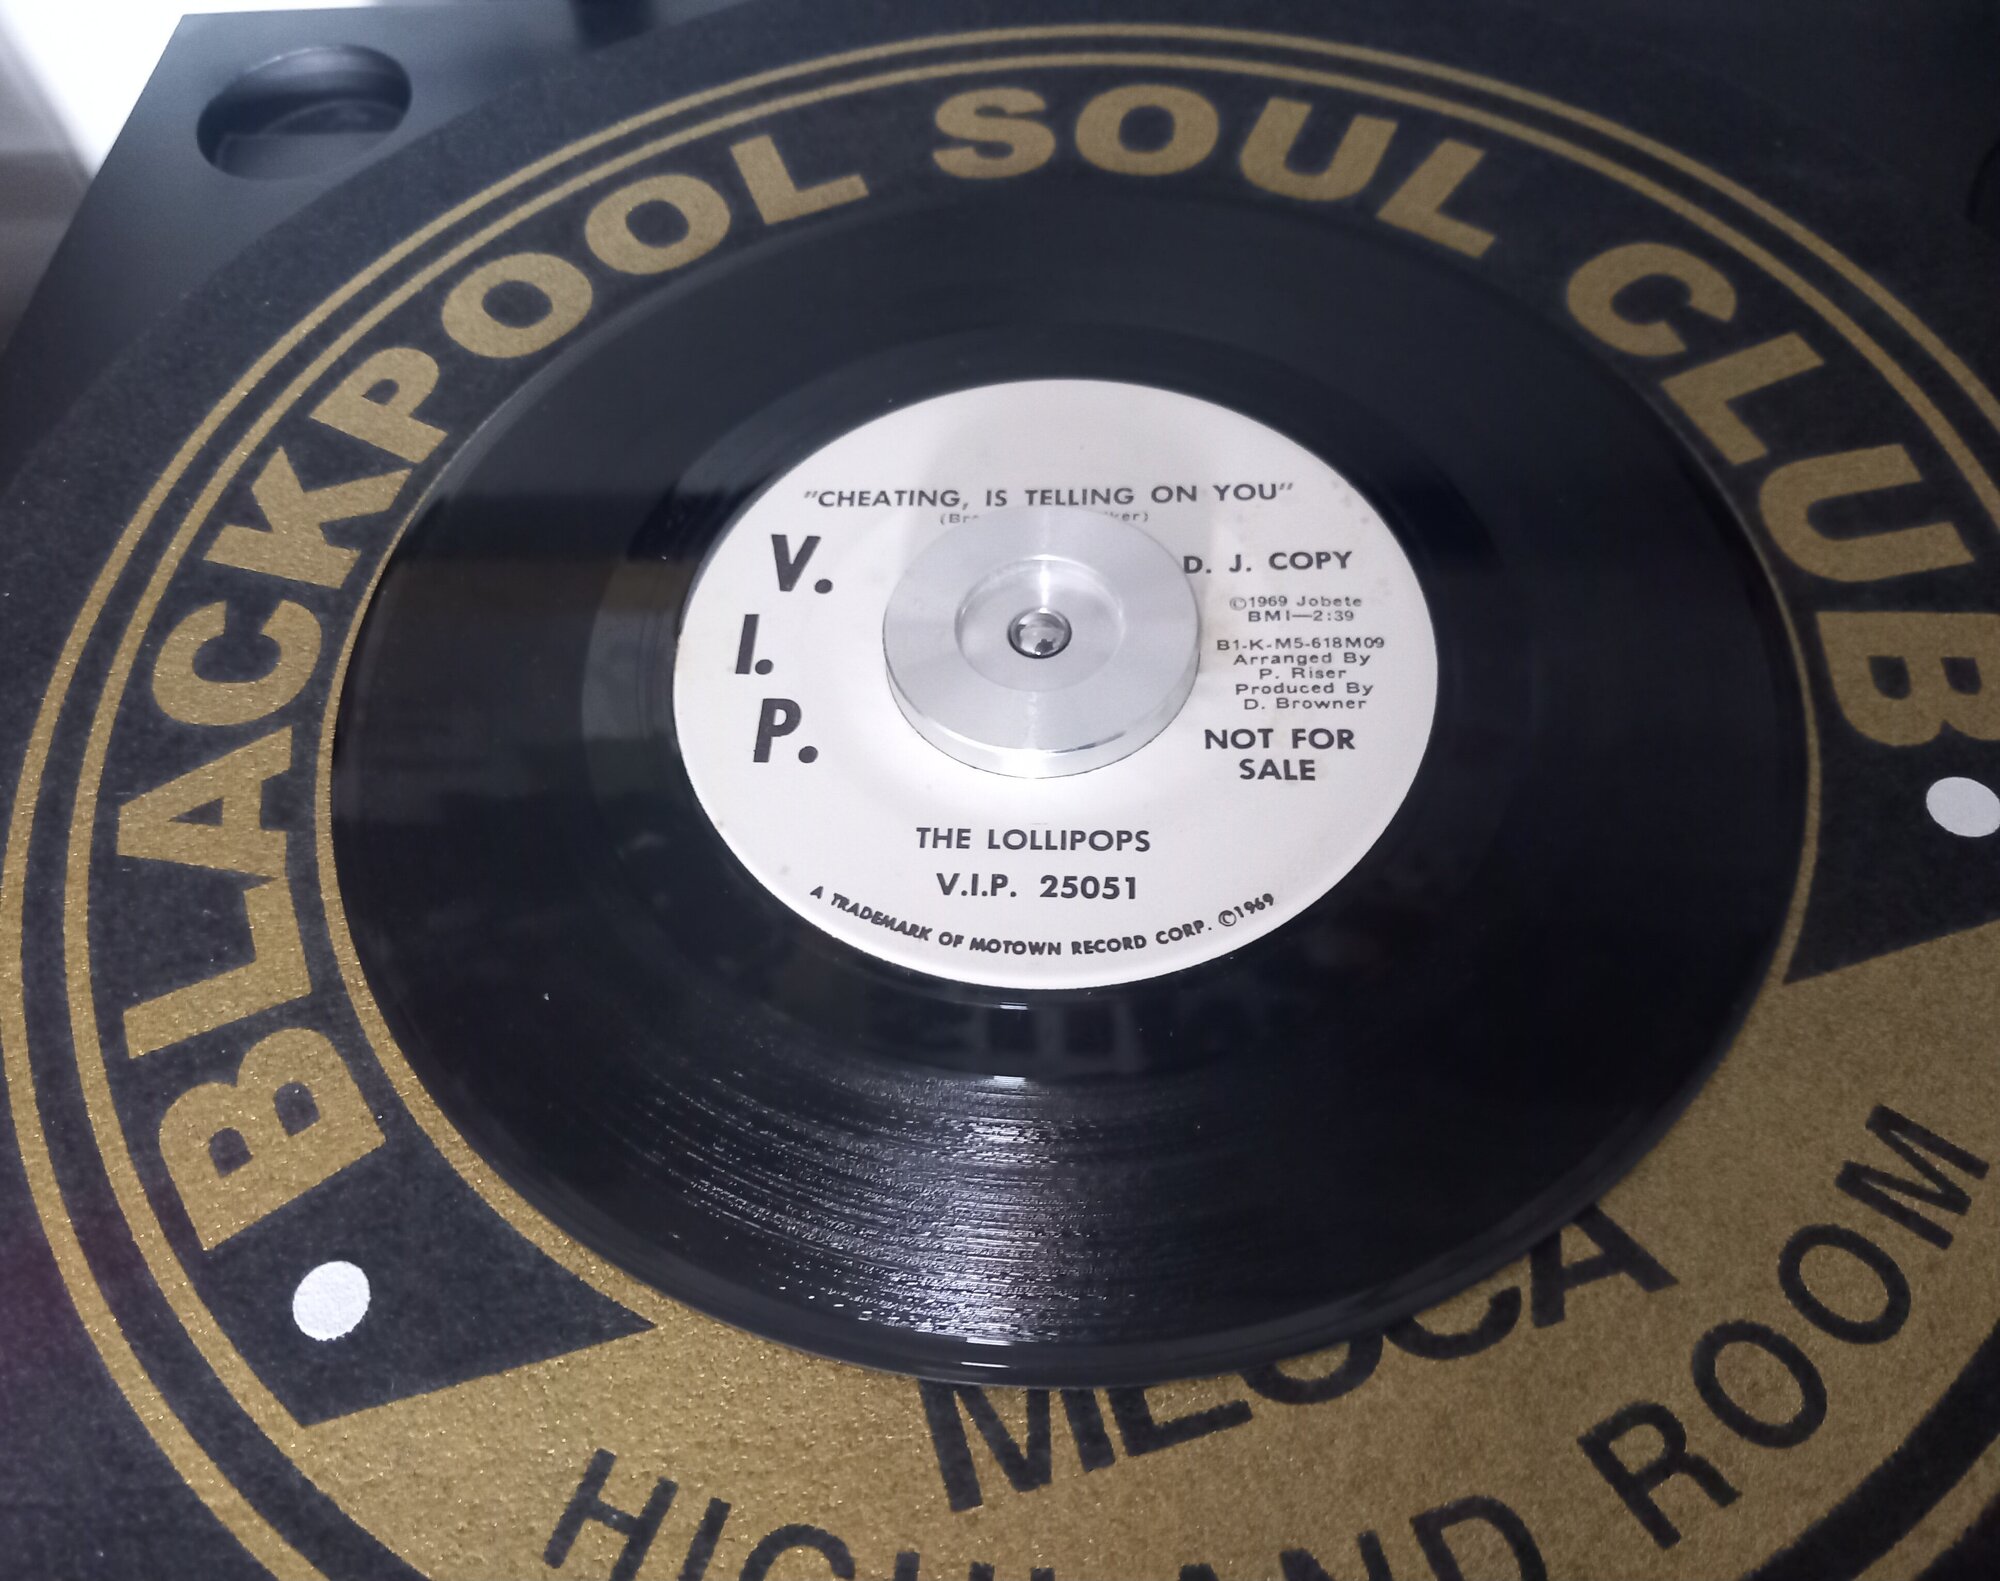 BLACKPOOL SOUL CLUB
"CHEATING, IS TELLING ON YOU"
V.
I.
P.
D. J. COPY
©1969 Jobete
BMI—2:39
B1-K-M5-618M09
Arranged By
P. Riser
Produced By
D. Browner
NOT FOR
SALE
THE LOLLIPOPS
V.I.P. 25051
A TRADEMARK OF MOTOWN RECORD CORP. ©1969
MECCA
HIGHLAND ROOM